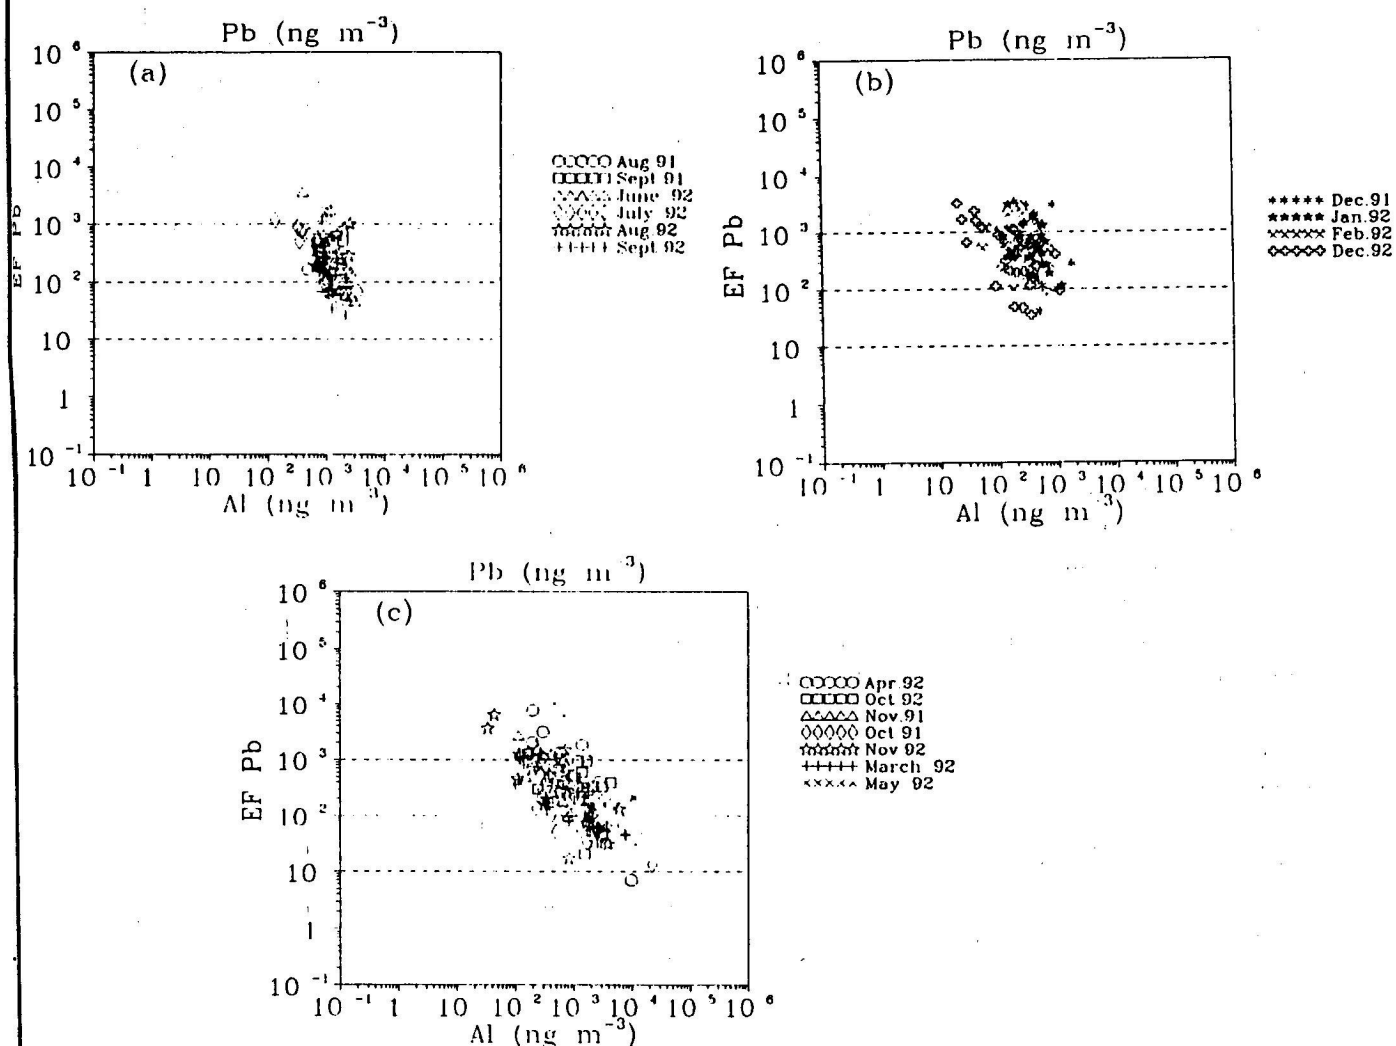 Pb (ng m⁻³)
(a)
10⁶
10⁵
10⁴
10³
10²
10
1
10⁻¹
EF Pb
10⁻¹ 1 10 10² 10³ 10⁴ 10⁵ 10⁶
Al (ng m⁻³)
Aug 91
Sept 91
June 92
July 92
Aug 92
Sept 92
Pb (ng m⁻³)
(b)
10⁶
10⁵
10⁴
10³
10²
10
1
10⁻¹
EF Pb
10⁻¹ 1 10 10² 10³ 10⁴ 10⁵ 10⁶
Al (ng m⁻³)
Dec.91
Jan.92
Feb.92
Dec.92
Pb (ng m⁻³)
(c)
10⁶
10⁵
10⁴
10³
10²
10
1
10⁻¹
EF Pb
10⁻¹ 1 10 10² 10³ 10⁴ 10⁵ 10⁶
Al (ng m⁻³)
Apr 92
Oct 92
Nov.91
Oct 91
Nov 92
March 92
May 92